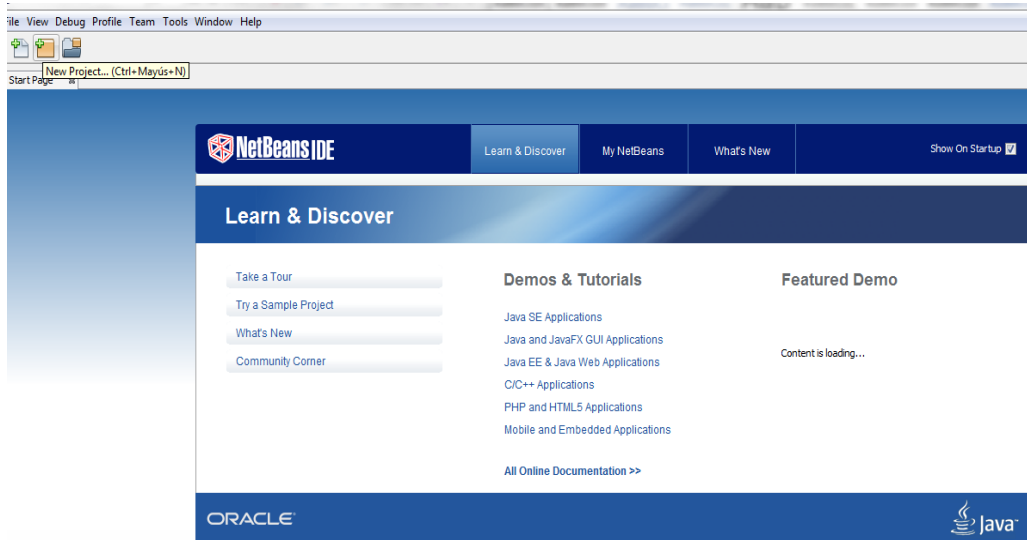 File View Debug Profile Team Tools Window Help
New Project... (Ctrl+Mayús+N)
Start Page
NetBeans IDE
Learn & Discover
My NetBeans
What's New
Show On Startup
Learn & Discover
Take a Tour
Try a Sample Project
What's New
Community Corner
Demos & Tutorials
Java SE Applications
Java and JavaFX GUI Applications
Java EE & Java Web Applications
C/C++ Applications
PHP and HTML5 Applications
Mobile and Embedded Applications
All Online Documentation >>
Featured Demo
Content is loading...
ORACLE
Java